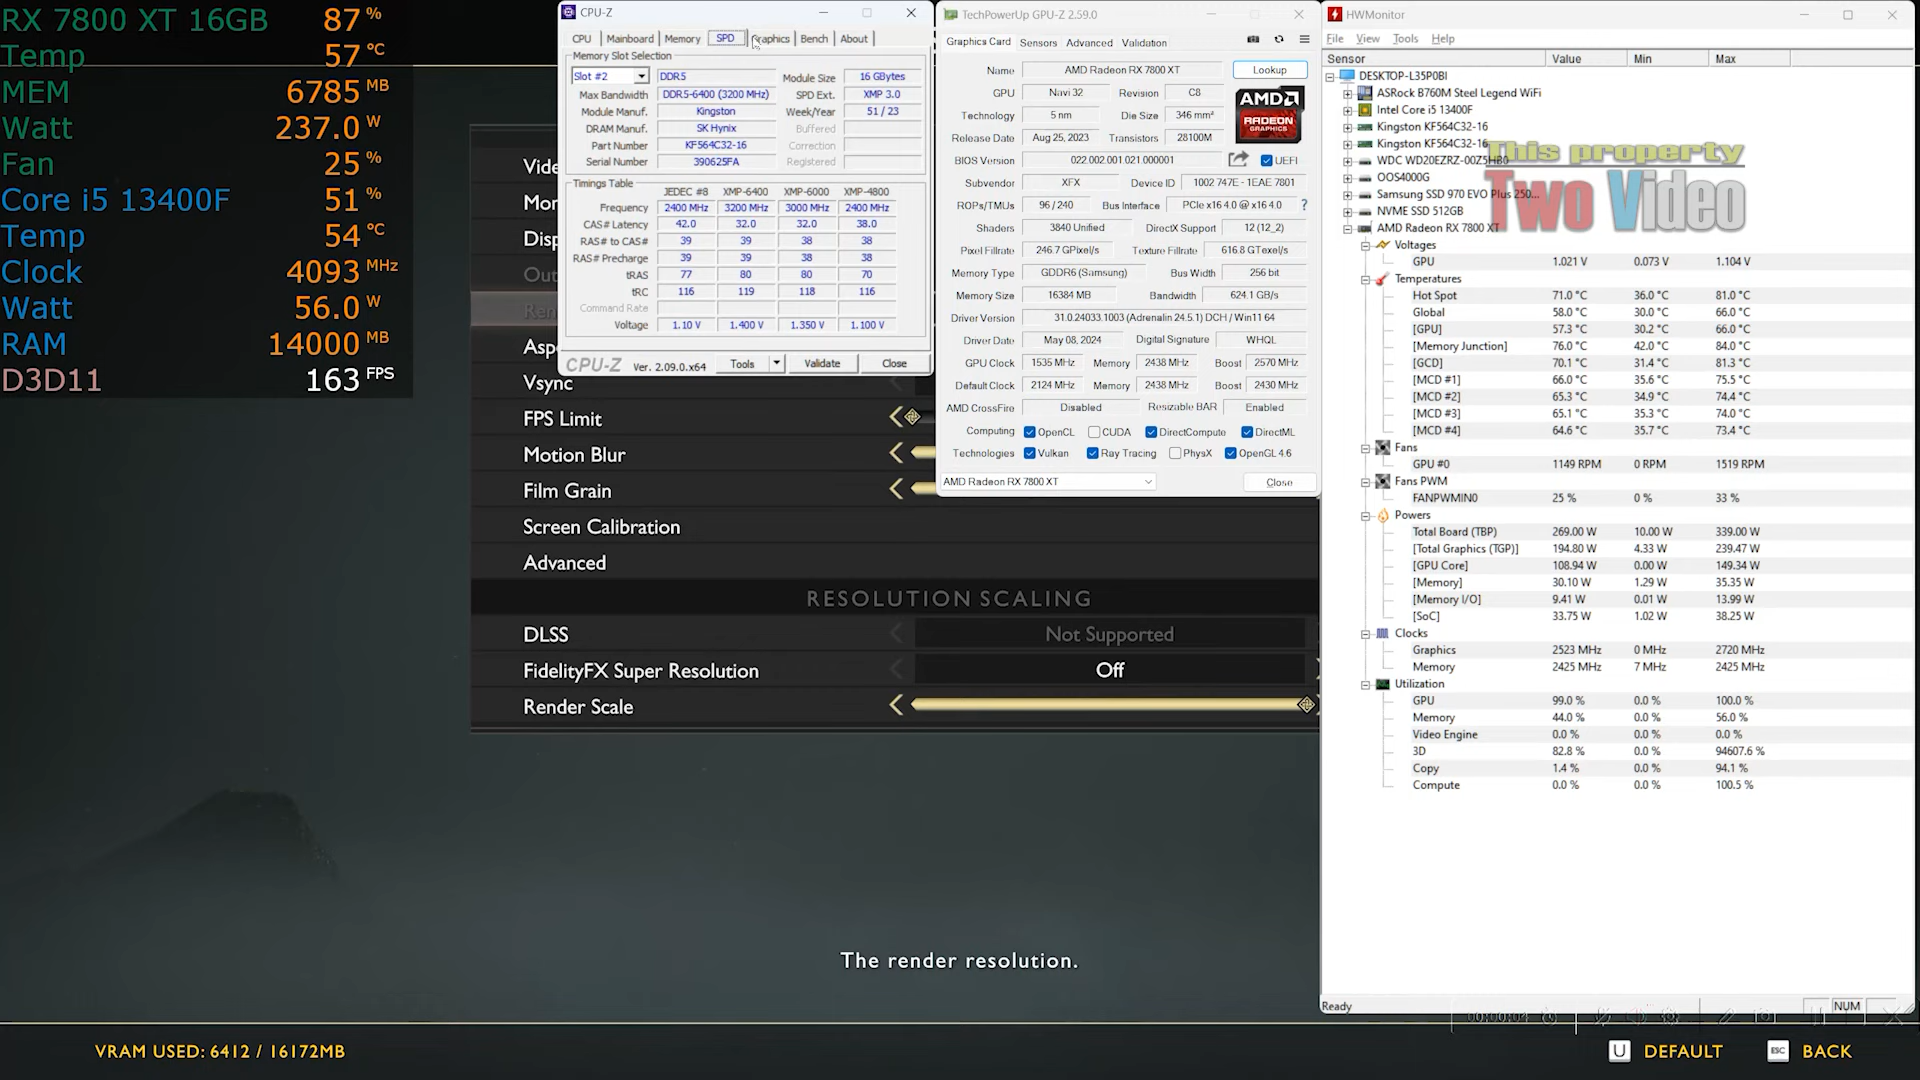 RX 7800 XT 16GB 87 %
Temp 57 °C
MEM 6785 MB
Watt 237.0 W
Fan 25 %
Core i5 13400F 51 %
Temp 54 °C
Clock 4093 MHz
Watt 56.0 W
RAM 14000 MB
D3D11 163 FPS
CPU-Z
CPU Mainboard Memory SPD Graphics Bench About
Memory Slot Selection
Slot #2 DDR5 Module Size 16 GBytes
Max Bandwidth DDR5-6400 (3200 MHz) SPD Ext. XMP 3.0
Module Manuf. Kingston Week/Year 51 / 23
DRAM Manuf. SK Hynix Buffered
Part Number KF564C32-16 Correction
Serial Number 390625FA Registered
Timings Table
JEDEC #8 XMP-6400 XMP-6000 XMP-4800
Frequency 2400 MHz 3200 MHz 3000 MHz 2400 MHz
CAS# Latency 42.0 32.0 32.0 38.0
RAS# to CAS# 39 39 38 38
RAS# Precharge 39 39 38 38
tRAS 77 80 80 70
tRC 116 119 118 116
Command Rate
Voltage 1.10 V 1.400 V 1.350 V 1.100 V
CPU-Z Ver. 2.09.0.x64 Tools Validate Close
TechPowerUp GPU-Z 2.59.0
Graphics Card Sensors Advanced Validation
Name AMD Radeon RX 7800 XT Lookup
GPU Navi 32 Revision C8
AMD RADEON GRAPHICS
Technology 5 nm Die Size 346 mm²
Release Date Aug 25, 2023 Transistors 28100M
BIOS Version 022.002.001.021.000001 UEFI
Subvendor XFX Device ID 1002 747E - 1EAE 7801
ROPs/TMUs 96 / 240 Bus Interface PCIe x16 4.0 @ x16 4.0 ?
Shaders 3840 Unified DirectX Support 12 (12_2)
Pixel Fillrate 246.7 GPixel/s Texture Fillrate 616.8 GTexel/s
Memory Type GDDR6 (Samsung) Bus Width 256 bit
Memory Size 16384 MB Bandwidth 624.1 GB/s
Driver Version 31.0.24033.1003 (Adrenalin 24.5.1) DCH / Win11 64
Driver Date May 08, 2024 Digital Signature WHQL
GPU Clock 1535 MHz Memory 2438 MHz Boost 2570 MHz
Default Clock 2124 MHz Memory 2438 MHz Boost 2430 MHz
AMD CrossFire Disabled Resizable BAR Enabled
Computing OpenCL CUDA DirectCompute DirectML
Technologies Vulkan Ray Tracing PhysX OpenGL 4.6
AMD Radeon RX 7800 XT Close
HWMonitor
File View Tools Help
Sensor Value Min Max
DESKTOP-L35P0BI
ASRock B760M Steel Legend WiFi
Intel Core i5 13400F
Kingston KF564C32-16
Kingston KF564C32-16
WDC WD20EZRZ-00Z5HB0
OOS4000G
Samsung SSD 970 EVO Plus 250...
NVME SSD 512GB
AMD Radeon RX 7800 XT
This property
Two Video
Voltages
GPU 1.021 V 0.073 V 1.104 V
Temperatures
Hot Spot 71.0 °C 36.0 °C 81.0 °C
Global 58.0 °C 30.0 °C 66.0 °C
[GPU] 57.3 °C 30.2 °C 66.0 °C
[Memory Junction] 76.0 °C 42.0 °C 84.0 °C
[GCD] 70.1 °C 31.4 °C 81.3 °C
[MCD #1] 66.0 °C 35.6 °C 75.5 °C
[MCD #2] 65.3 °C 34.9 °C 74.4 °C
[MCD #3] 65.1 °C 35.3 °C 74.0 °C
[MCD #4] 64.6 °C 35.7 °C 73.4 °C
Fans
GPU #0 1149 RPM 0 RPM 1519 RPM
Fans PWM
FANPWMIN0 25 % 0 % 33 %
Powers
Total Board (TBP) 269.00 W 10.00 W 339.00 W
[Total Graphics (TGP)] 194.80 W 4.33 W 239.47 W
[GPU Core] 108.94 W 0.00 W 149.34 W
[Memory] 30.10 W 1.29 W 35.35 W
[Memory I/O] 9.41 W 0.01 W 13.99 W
[SoC] 33.75 W 1.02 W 38.25 W
Clocks
Graphics 2523 MHz 0 MHz 2720 MHz
Memory 2425 MHz 7 MHz 2425 MHz
Utilization
GPU 99.0 % 0.0 % 100.0 %
Memory 44.0 % 0.0 % 56.0 %
Video Engine 0.0 % 0.0 % 0.0 %
3D 82.8 % 0.0 % 94607.6 %
Copy 1.4 % 0.0 % 94.1 %
Compute 0.0 % 0.0 % 100.5 %
Ready NUM
00:00:04
Vide
Mon
Disp
Out
Ren
Aspe
Vsync
FPS Limit
Motion Blur
Film Grain
Screen Calibration
Advanced
RESOLUTION SCALING
DLSS Not Supported
FidelityFX Super Resolution Off
Render Scale
The render resolution.
VRAM USED: 6412 / 16172MB
U DEFAULT ESC BACK